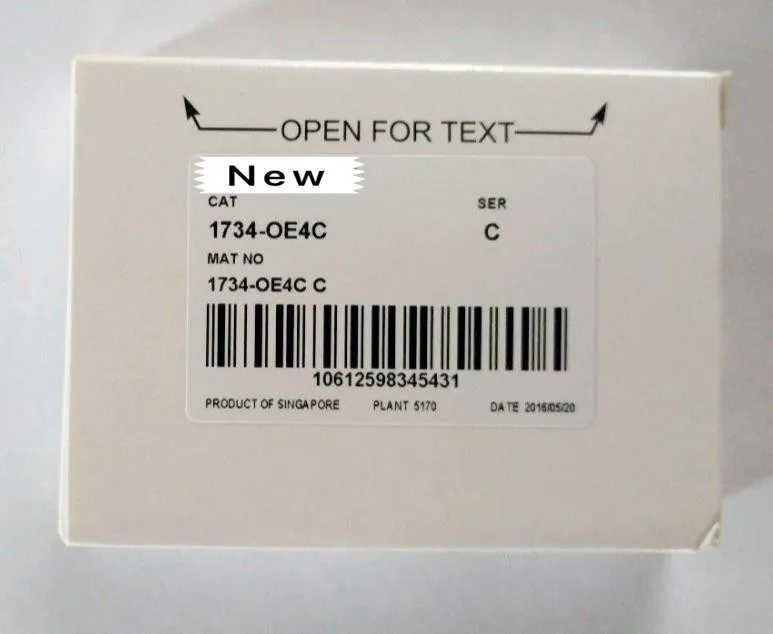 OPEN FOR TEXT
New
CAT SER
1734-OE4C C
MAT NO
1734-OE4C C
10612598345431
PRODUCT OF SINGAPORE PLANT 5170 DATE 2016/05/20